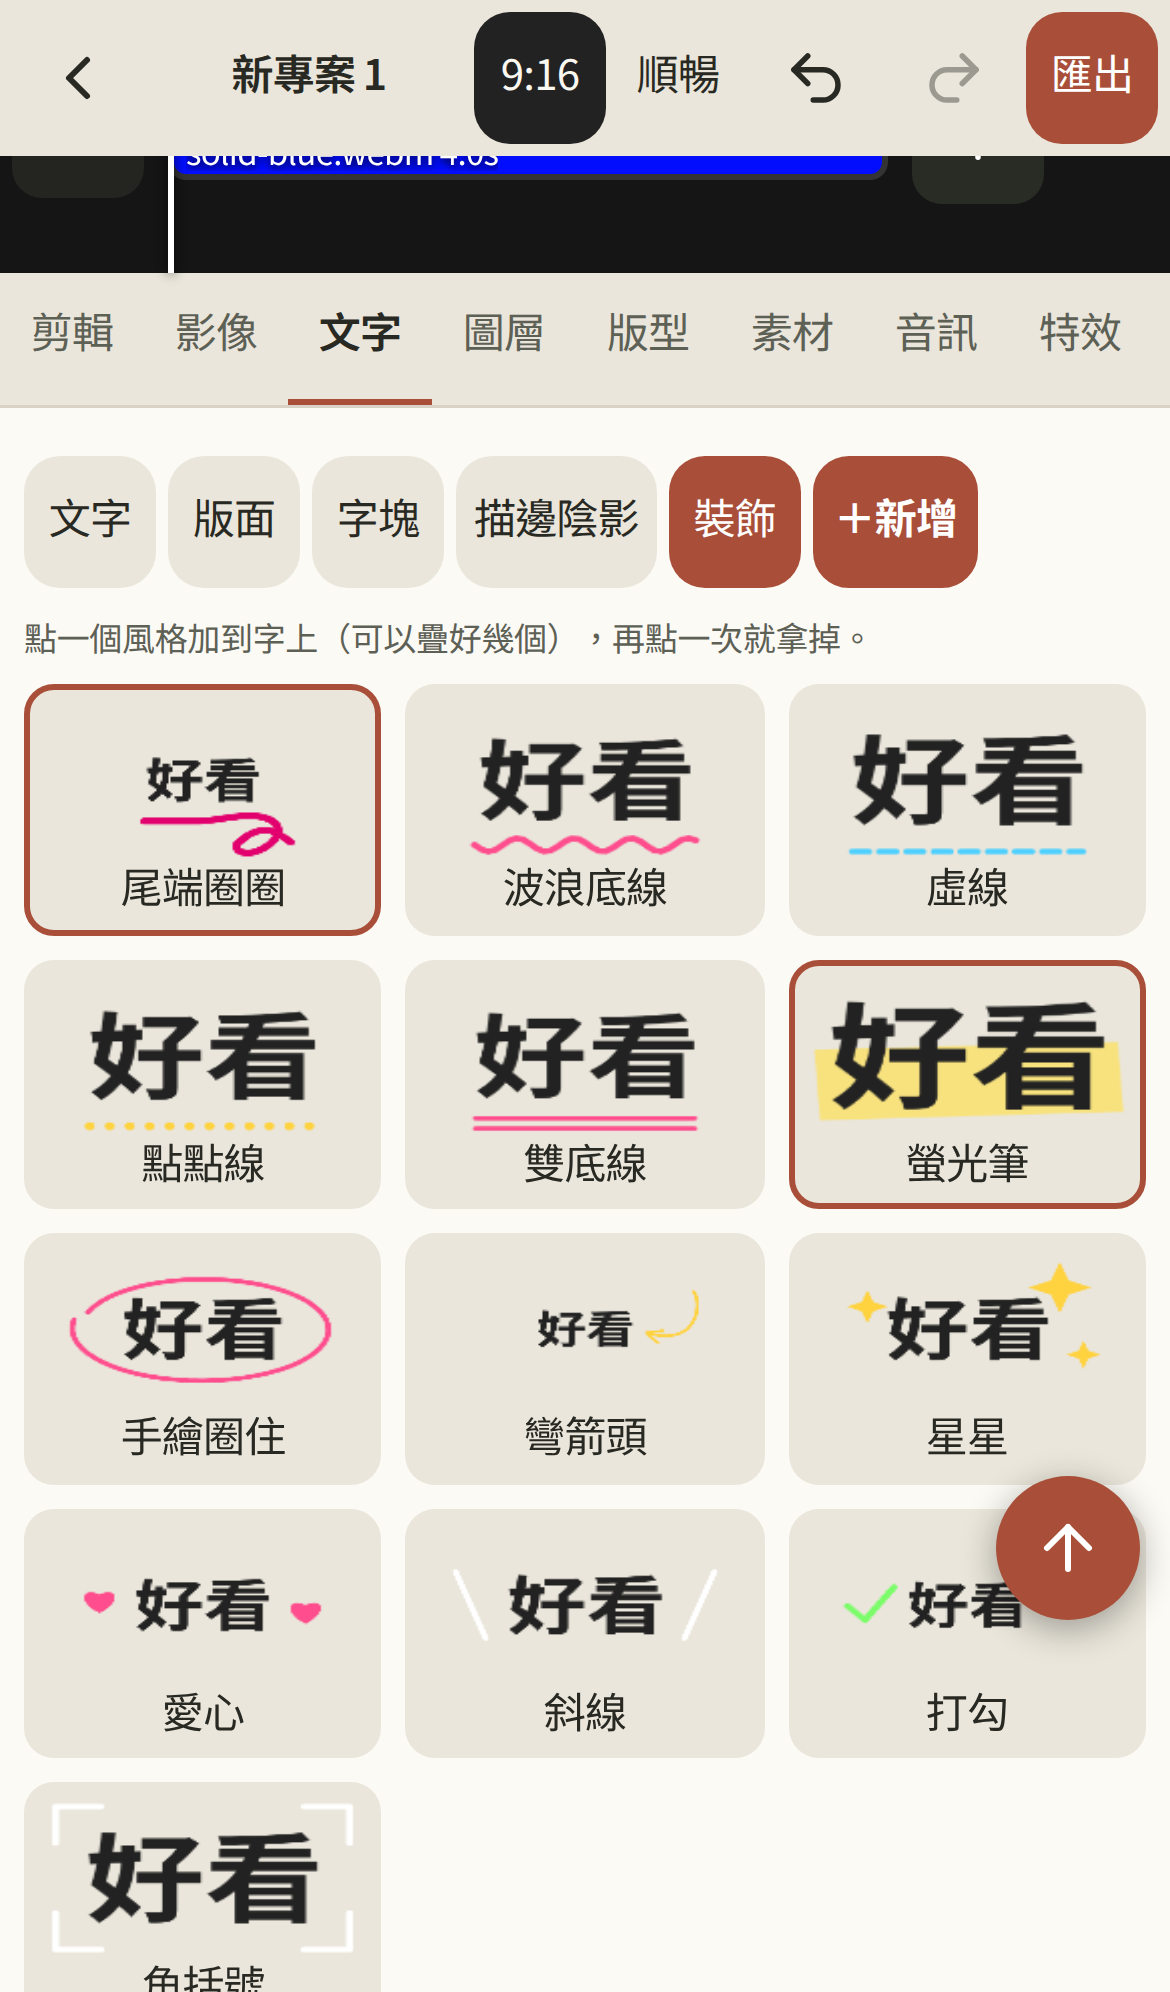 新專案 1
9:16
順暢
匯出
solid-blue.webm 4.0s
剪輯
影像
文字
圖層
版型
素材
音訊
特效
文字
版面
字塊
描邊陰影
裝飾
＋新增
點一個風格加到字上（可以疊好幾個），再點一次就拿掉。
好看
尾端圈圈
好看
波浪底線
好看
虛線
好看
點點線
好看
雙底線
好看
螢光筆
好看
手繪圈住
好看
彎箭頭
好看
星星
好看
愛心
好看
斜線
好看
打勾
好看
角括號